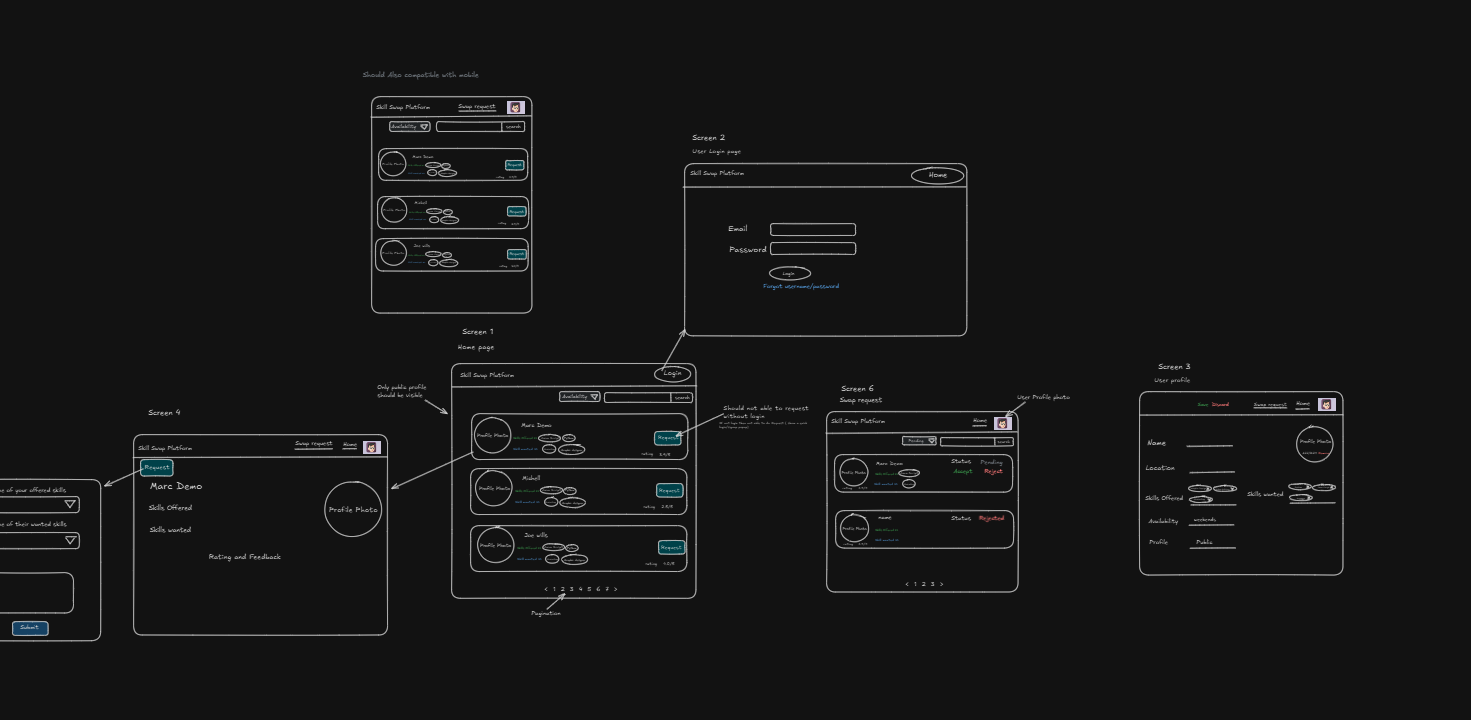 Should Also compatible with mobile
Skill Swap Platform
Swap request
Availability
search
Profile Photo
Marc Demo
Request
rating
Profile Photo
Mishell
Request
rating
Profile Photo
Joe wills
Request
rating
Screen 2
User Login page
Skill Swap Platform
Home
Email
Password
Login
Forgot username/password
Screen 1
Home page
Skill Swap Platform
Login
Only public profile
should be visible
Availability
search
Should not able to request
without login
Profile Photo
Marc Demo
Request
rating 3.9/5
Profile Photo
Mishell
Request
rating 2.5/5
Profile Photo
Joe wills
Request
rating 4.0/5
< 1 2 3 4 5 6 7 >
Pagination
Screen 4
Skill Swap Platform
Swap request
Home
Request
Marc Demo
Skills Offered
Skills wanted
Profile Photo
Rating and Feedback
e of your offered skills
e of their wanted skills
Submit
Screen 6
Swap request
User Profile photo
Skill Swap Platform
Home
Pending
search
Profile Photo
Marc Demo
Status Pending
Accept Reject
Profile Photo
name
Status Rejected
< 1 2 3 >
Screen 3
User profile
Save Discard
Swap request
Home
Name
Profile Photo
Location
Skills Offered
Skills wanted
Availability weekends
Profile Public